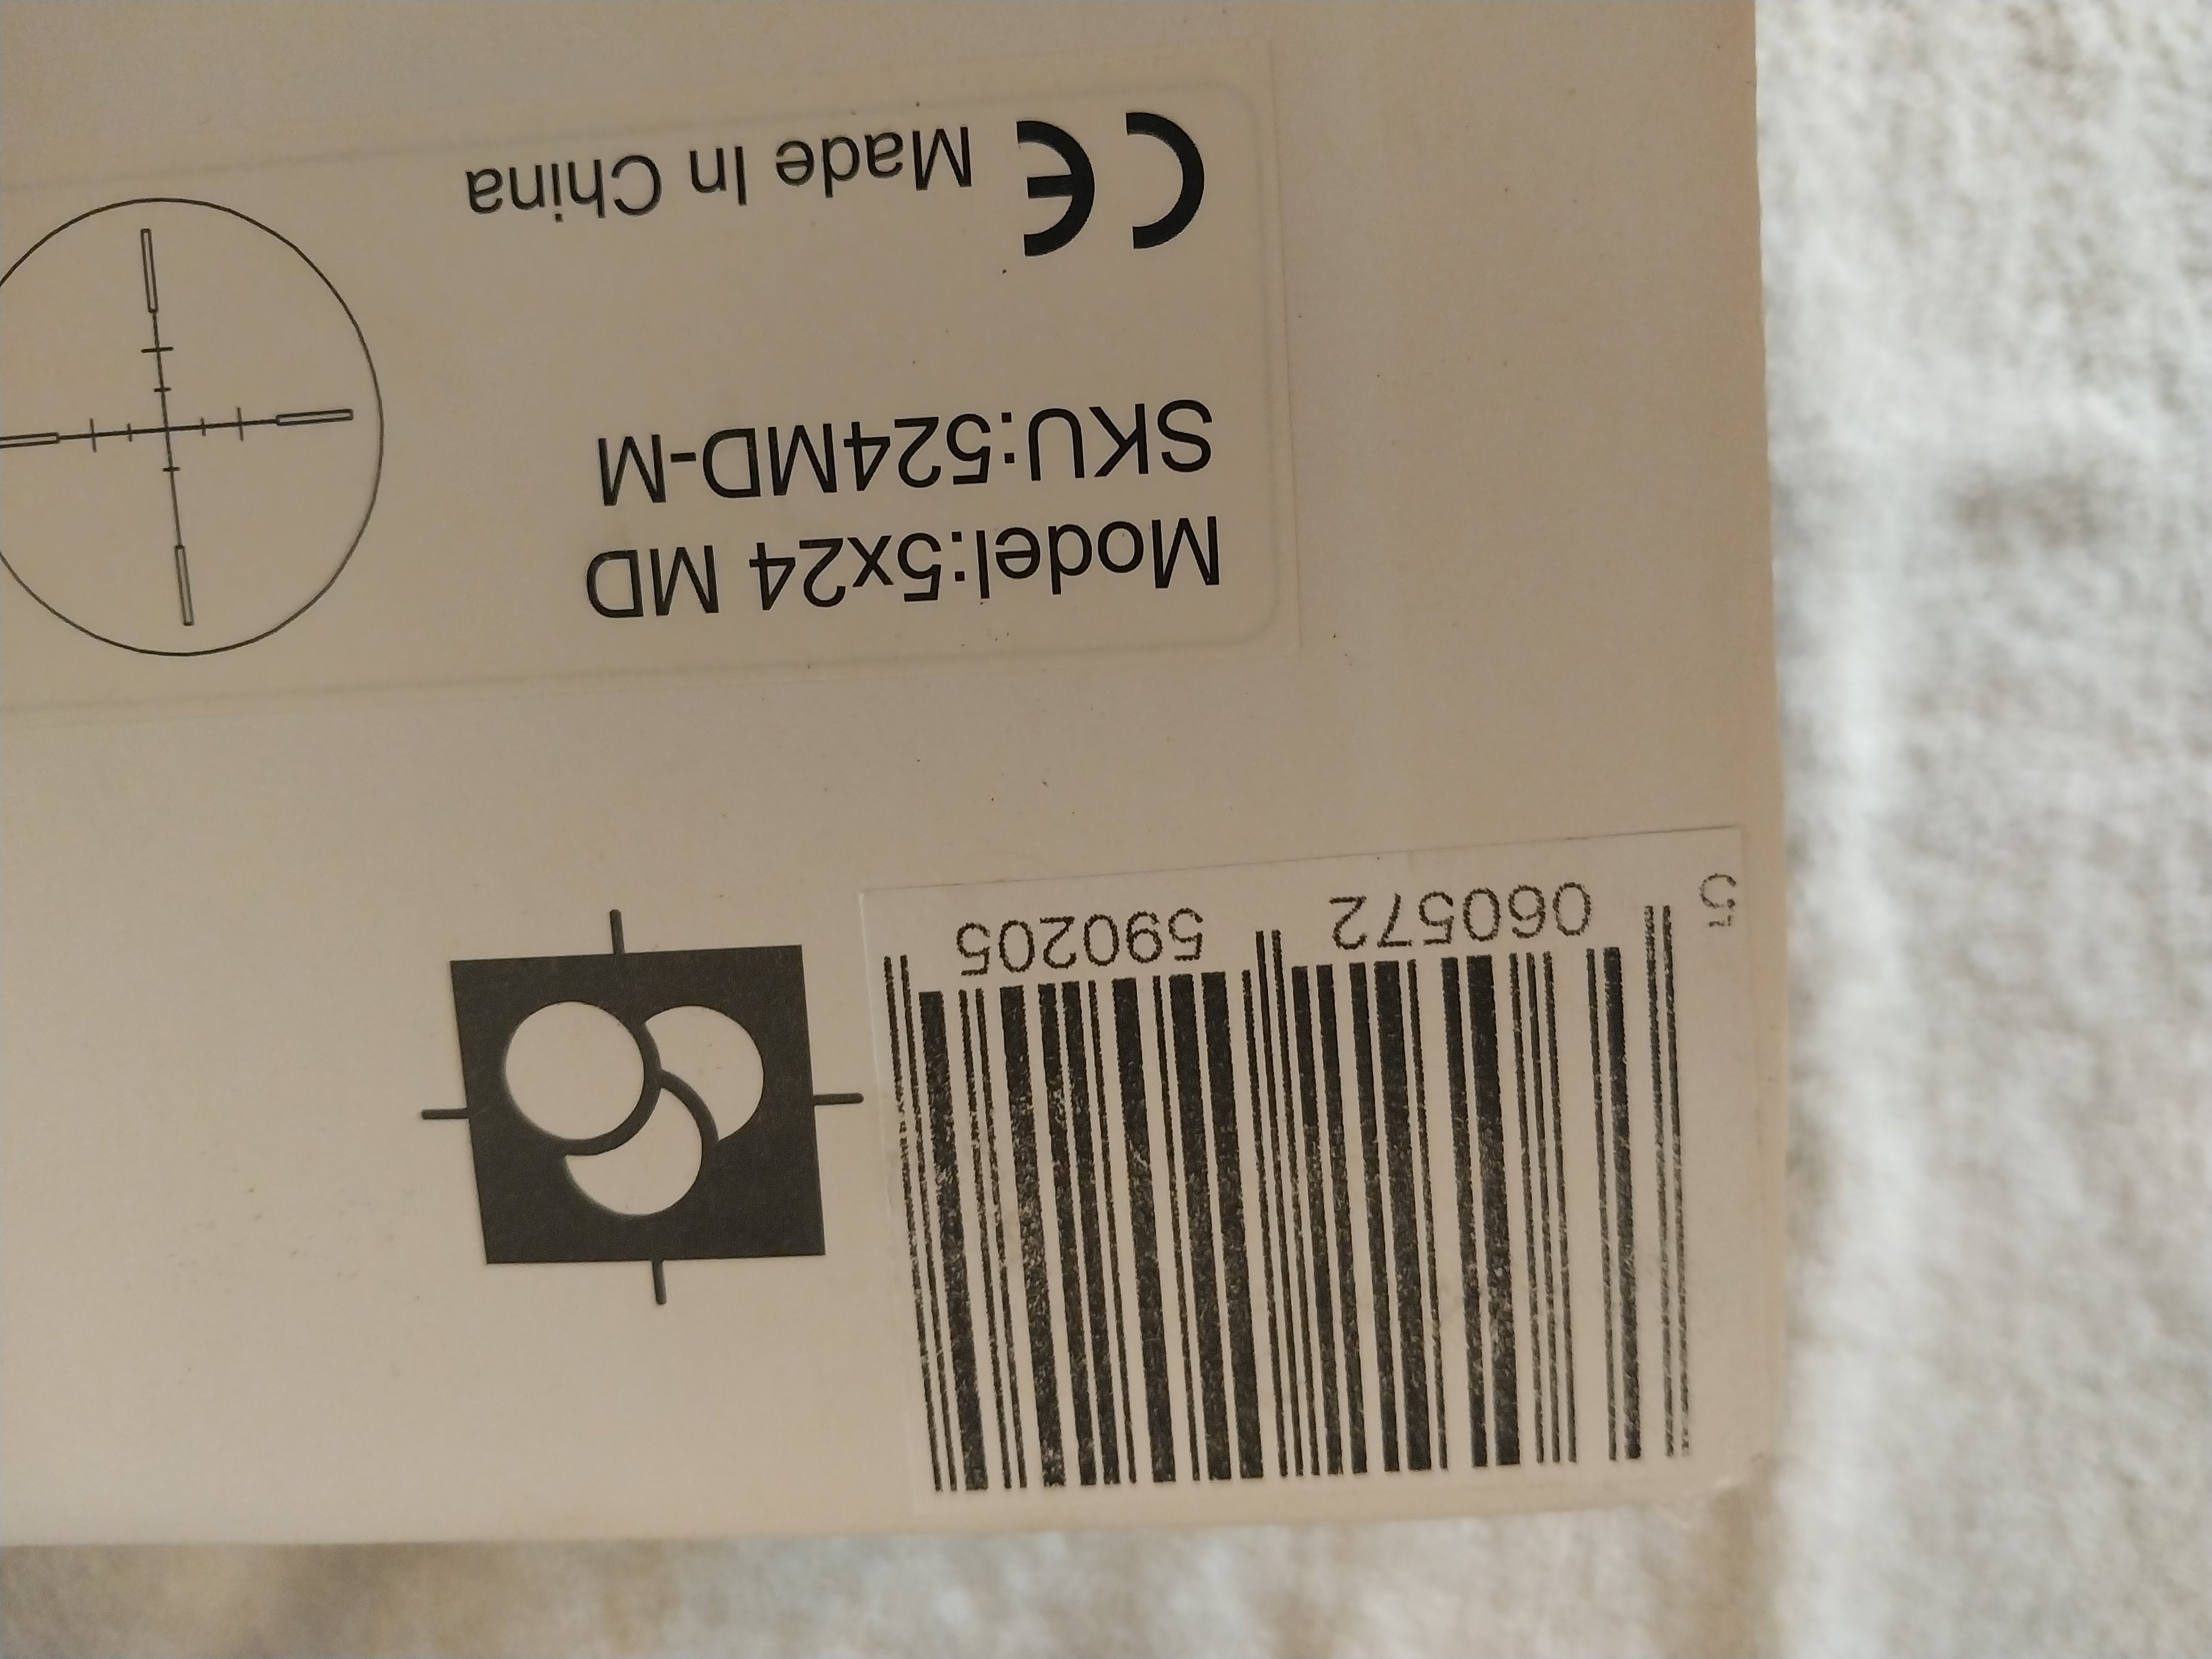 5 060572 590205
Model:5x24 MD
SKU:524MD-M
CE Made In China